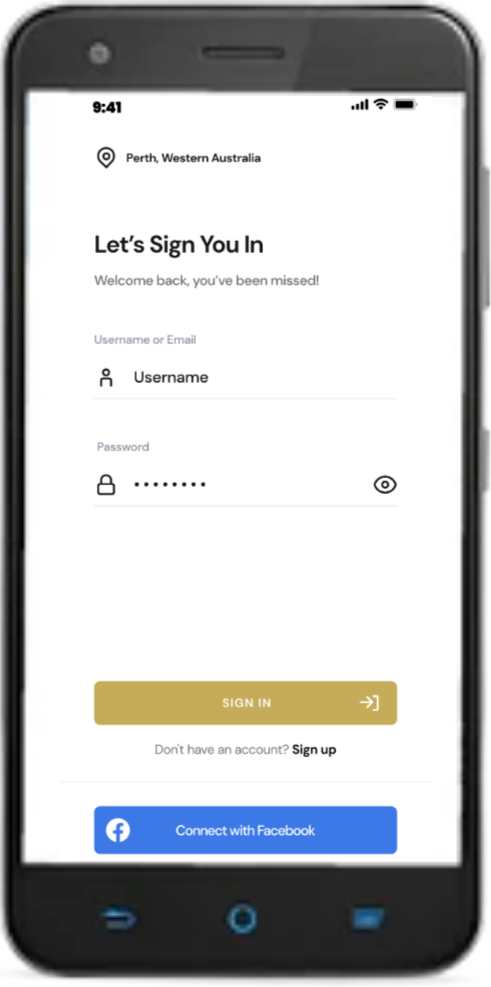 9:41
Perth, Western Australia
Let's Sign You In
Welcome back, you've been missed!
Username or Email
Username
Password
SIGN IN
Don't have an account? Sign up
Connect with Facebook